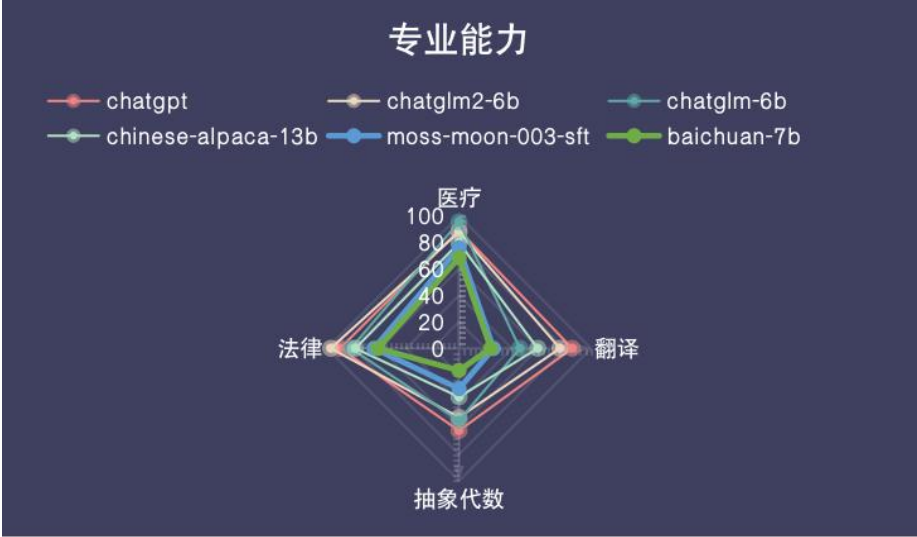 专业能力
chatgpt chatglm2-6b chatglm-6b
chinese-alpaca-13b moss-moon-003-sft baichuan-7b
医疗
100
80
60
40
20
0
法律 翻译
抽象代数